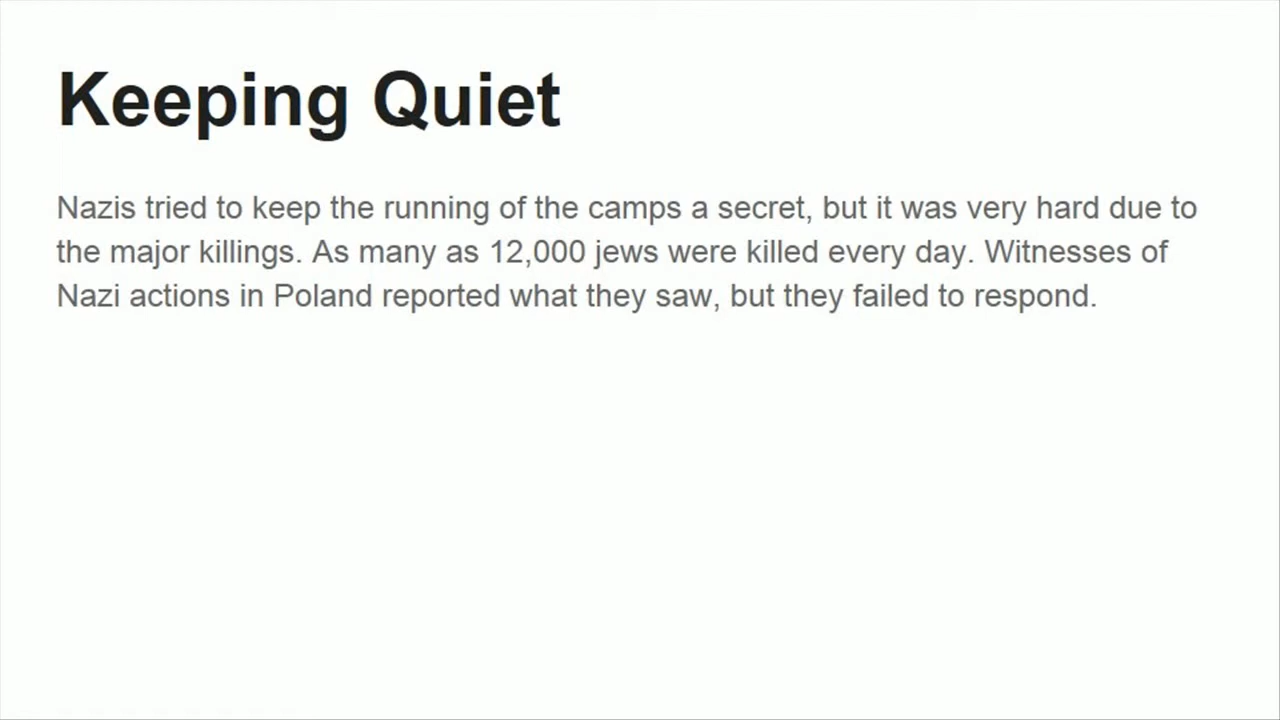 Keeping Quiet
Nazis tried to keep the running of the camps a secret, but it was very hard due to
the major killings. As many as 12,000 jews were killed every day. Witnesses of
Nazi actions in Poland reported what they saw, but they failed to respond.